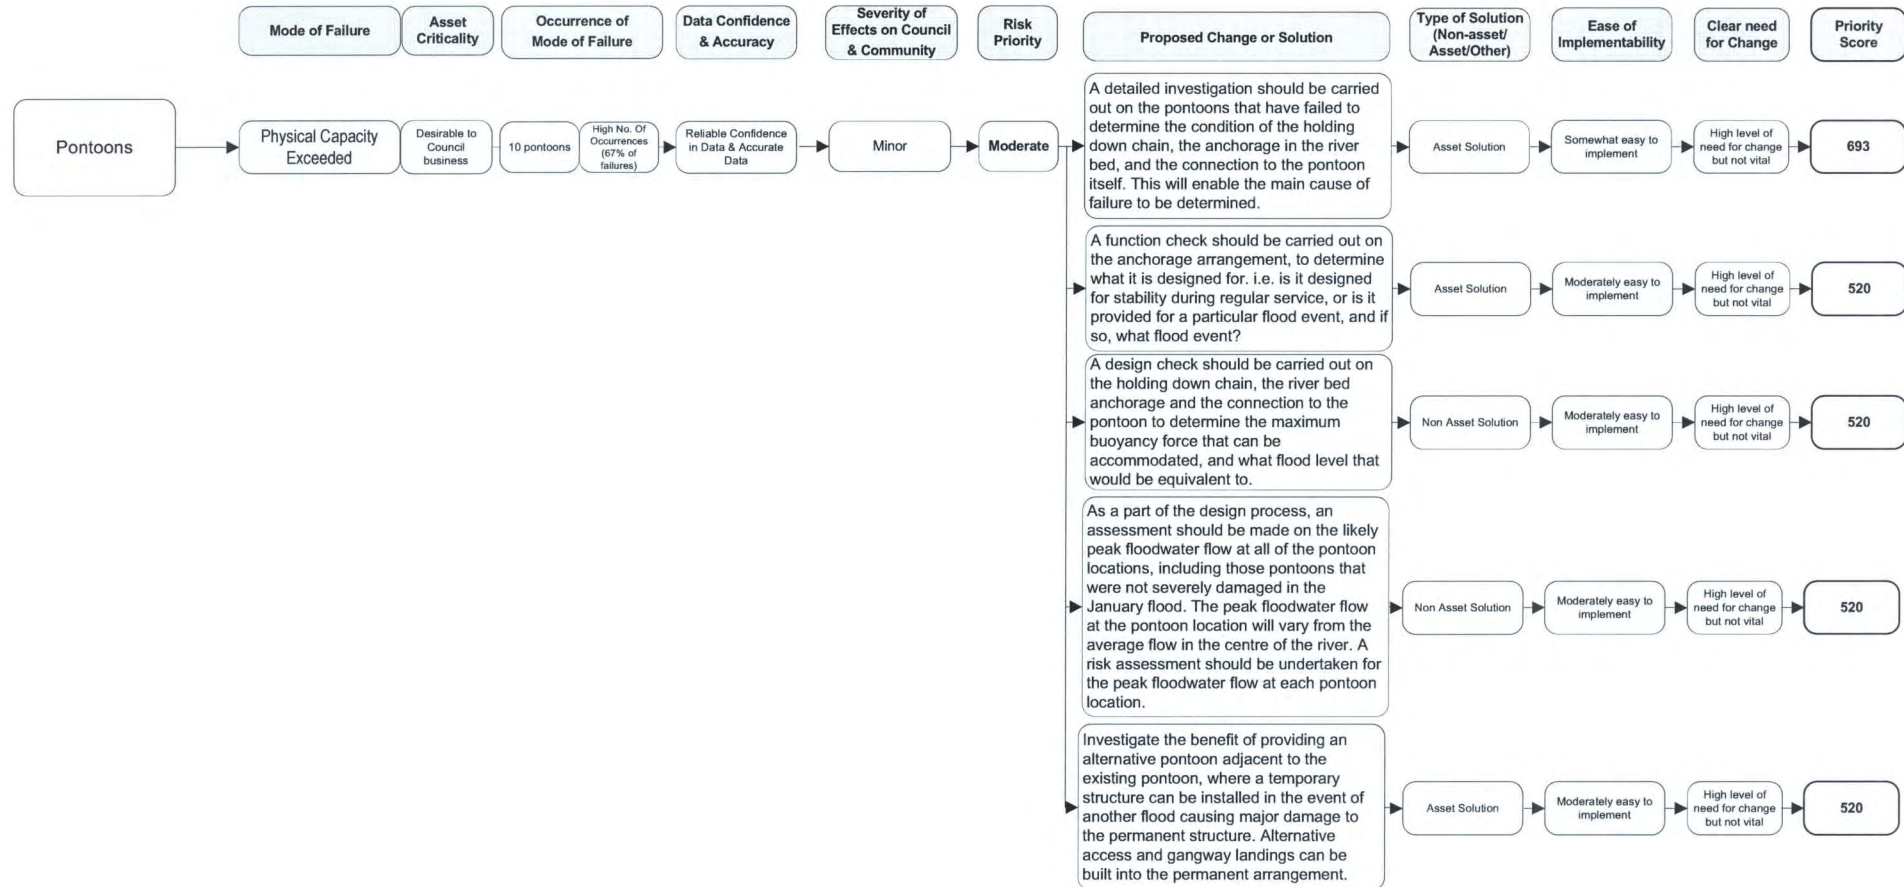 Mode of Failure
Asset
Criticality
Occurrence of
Mode of Failure
Data Confidence
& Accuracy
Severity of
Effects on Council
& Community
Risk
Priority
Proposed Change or Solution
Type of Solution
(Non-asset/
Asset/Other)
Ease of
Implementability
Clear need
for Change
Priority
Score
Pontoons
Physical Capacity
Exceeded
Desirable to
Council
business
10 pontoons
High No. Of
Occurrences
(67% of
failures)
Reliable Confidence
in Data & Accurate
Data
Minor
Moderate
A detailed investigation should be carried
out on the pontoons that have failed to
determine the condition of the holding
down chain, the anchorage in the river
bed, and the connection to the pontoon
itself. This will enable the main cause of
failure to be determined.
Asset Solution
Somewhat easy to
implement
High level of
need for change
but not vital
693
A function check should be carried out on
the anchorage arrangement, to determine
what it is designed for. i.e. is it designed
for stability during regular service, or is it
provided for a particular flood event, and if
so, what flood event?
Asset Solution
Moderately easy to
implement
High level of
need for change
but not vital
520
A design check should be carried out on
the holding down chain, the river bed
anchorage and the connection to the
pontoon to determine the maximum
buoyancy force that can be
accommodated, and what flood level that
would be equivalent to.
Non Asset Solution
Moderately easy to
implement
High level of
need for change
but not vital
520
As a part of the design process, an
assessment should be made on the likely
peak floodwater flow at all of the pontoon
locations, including those pontoons that
were not severely damaged in the
January flood. The peak floodwater flow
at the pontoon location will vary from the
average flow in the centre of the river. A
risk assessment should be undertaken for
the peak floodwater flow at each pontoon
location.
Non Asset Solution
Moderately easy to
implement
High level of
need for change
but not vital
520
Investigate the benefit of providing an
alternative pontoon adjacent to the
existing pontoon, where a temporary
structure can be installed in the event of
another flood causing major damage to
the permanent structure. Alternative
access and gangway landings can be
built into the permanent arrangement.
Asset Solution
Moderately easy to
implement
High level of
need for change
but not vital
520